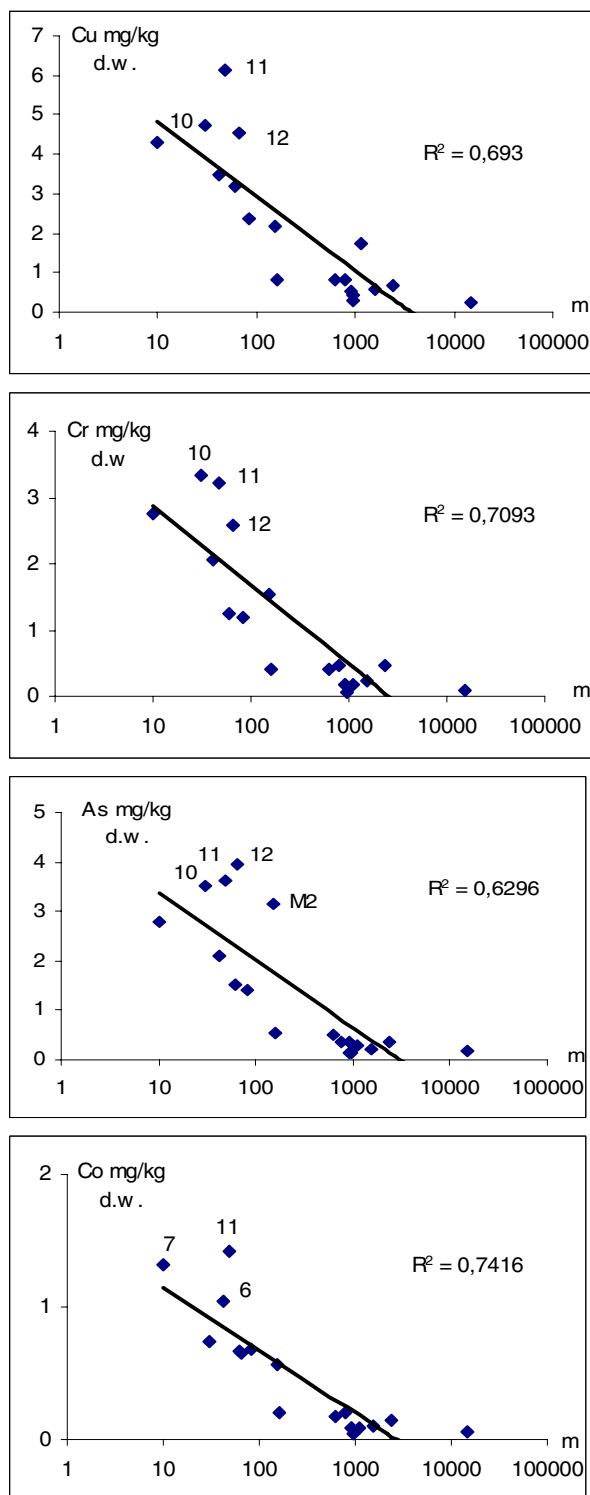 Cu mg/kg
d.w.
7
6
5
4
3
2
1
0
11
10
12
R² = 0,693
m
1 10 100 1000 10000 100000
Cr mg/kg
d.w
4
3
2
1
0
10
11
12
R² = 0,7093
m
1 10 100 1000 10000 100000
As mg/kg
d.w.
5
4
3
2
1
0
11
12
10
M2
R² = 0,6296
m
1 10 100 1000 10000 100000
Co mg/kg
d.w.
2
1
0
11
7
6
R² = 0,7416
m
1 10 100 1000 10000 100000